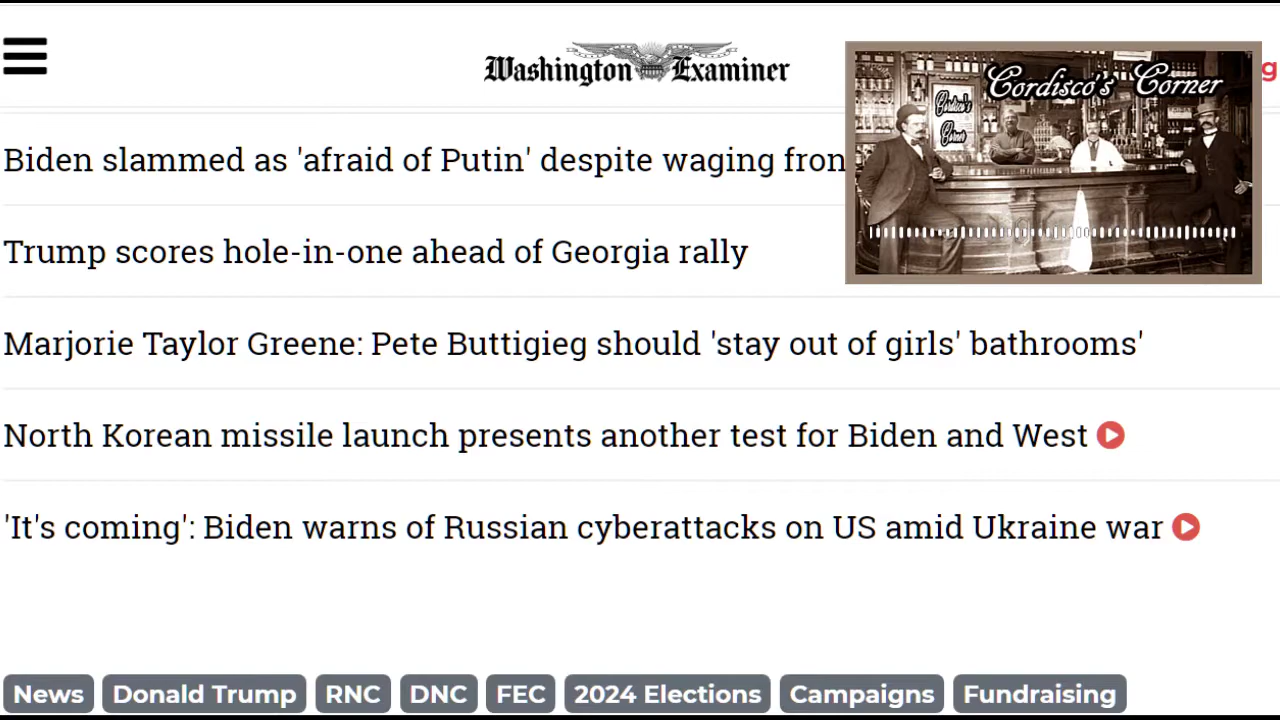 Washington Examiner
Cordisco's Corner
Cordisco's
Corner
Biden slammed as 'afraid of Putin' despite waging fron
Trump scores hole-in-one ahead of Georgia rally
Marjorie Taylor Greene: Pete Buttigieg should 'stay out of girls' bathrooms'
North Korean missile launch presents another test for Biden and West
'It's coming': Biden warns of Russian cyberattacks on US amid Ukraine war
News Donald Trump RNC DNC FEC 2024 Elections Campaigns Fundraising